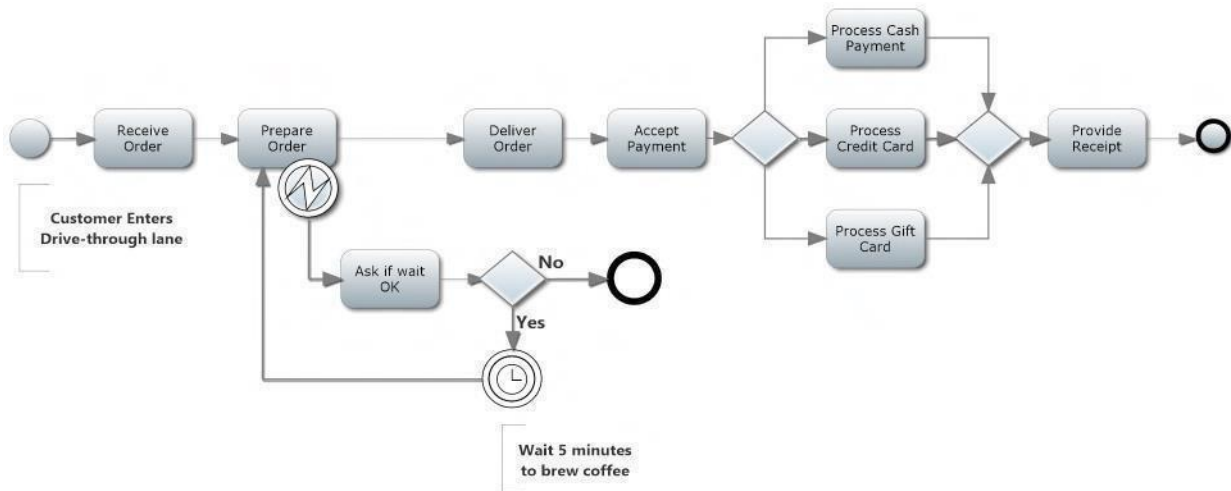 Receive
Order
Prepare
Order
Deliver
Order
Accept
Payment
Process Cash
Payment
Process
Credit Card
Process Gift
Card
Provide
Receipt
Customer Enters
Drive-through lane
Ask if wait
OK
No
Yes
Wait 5 minutes
to brew coffee